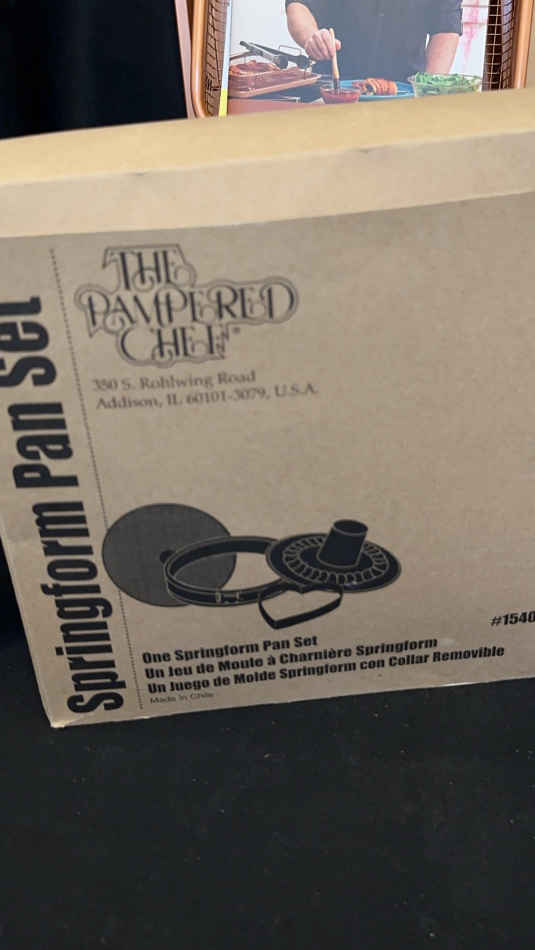 Springform Pan Set
THE
PAMPERED
CHEF®
350 S. Rohlwing Road
Addison, IL 60101-3079, U.S.A.
#1540
One Springform Pan Set
Un Jeu de Moule à Charnière Springform
Un Juego de Molde Springform con Collar Removible
Made in Chile